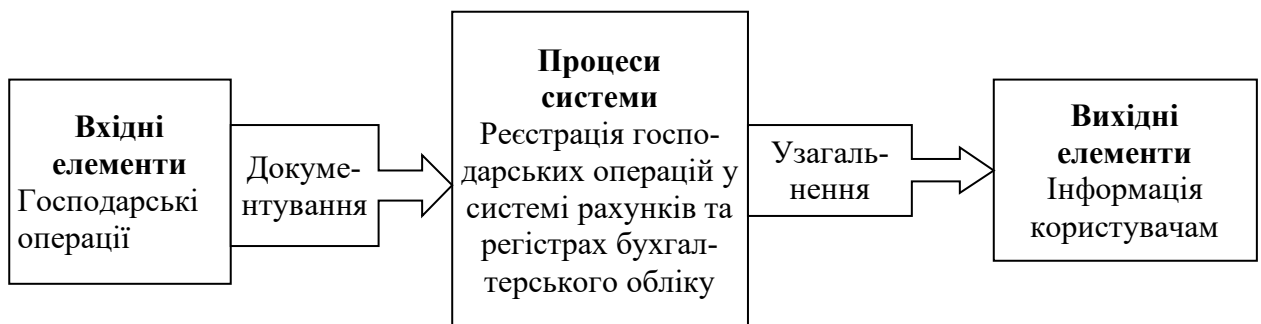 Вхідні
елементи
Господарські
операції
Докуме-
нтування
Процеси
системи
Реєстрація госпо-
дарських операцій у
системі рахунків та
регістрах бухгал-
терського обліку
Узагаль-
нення
Вихідні
елементи
Інформація
користувачам